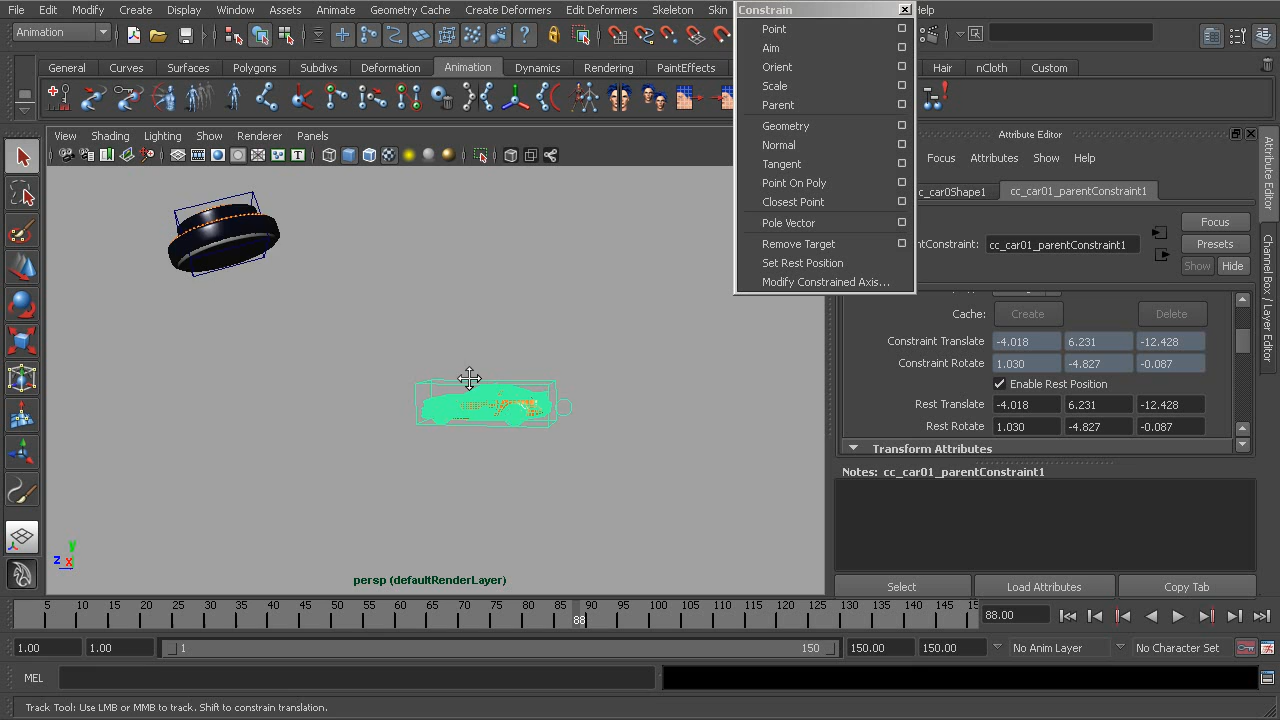 File Edit Modify Create Display Window Assets Animate Geometry Cache Create Deformers Edit Deformers Skeleton Skin
Constrain
Help
Animation
General Curves Surfaces Polygons Subdivs Deformation Animation Dynamics Rendering PaintEffects
Hair nCloth Custom
Point
Aim
Orient
Scale
Parent
Geometry
Normal
Tangent
Point On Poly
Closest Point
Pole Vector
Remove Target
Set Rest Position
Modify Constrained Axis...
View Shading Lighting Show Renderer Panels
persp (defaultRenderLayer)
y
z x
Attribute Editor
Focus Attributes Show Help
c_car0Shape1 cc_car01_parentConstraint1
Focus
ntConstraint: cc_car01_parentConstraint1 Presets
Show Hide
Cache: Create Delete
Constraint Translate -4.018 6.231 -12.428
Constraint Rotate 1.030 -4.827 -0.087
Enable Rest Position
Rest Translate -4.018 6.231 -12.428
Rest Rotate 1.030 -4.827 -0.087
Transform Attributes
Notes: cc_car01_parentConstraint1
Select Load Attributes Copy Tab
Attribute Editor
Channel Box / Layer Editor
5 10 15 20 25 30 35 40 45 50 55 60 65 70 75 80 85 90 95 100 105 110 115 120 125 130 135 140 145 15
88
88.00
1.00 1.00 1 150 150.00 150.00 No Anim Layer No Character Set
MEL
Track Tool: Use LMB or MMB to track. Shift to constrain translation.